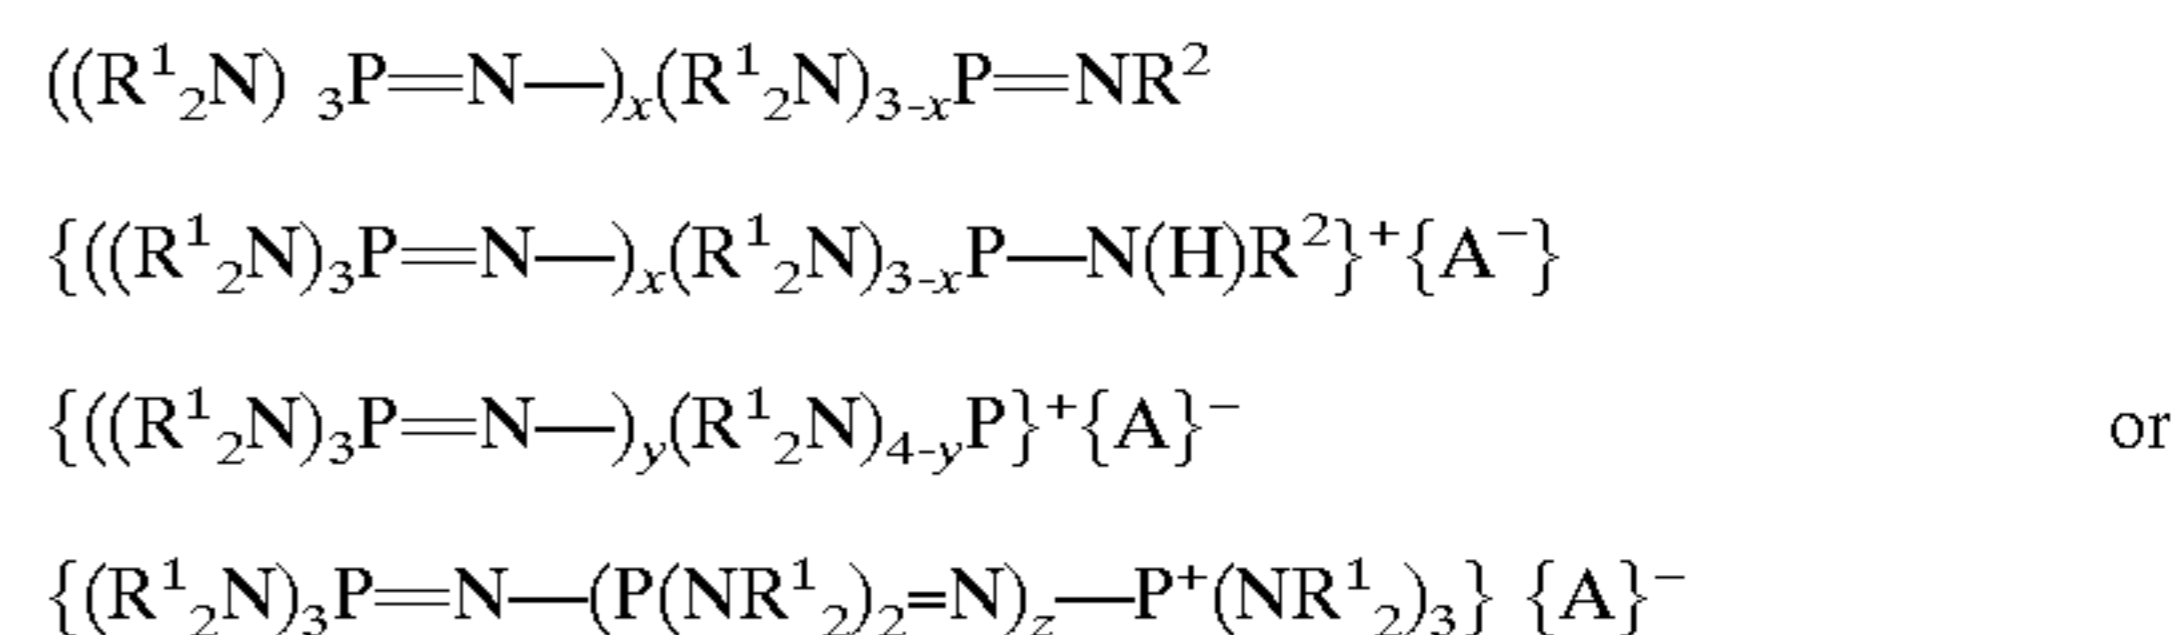 ((R¹₂N) ₃P=N—)ₓ(R¹₂N)₃₋ₓP=NR²
{((R¹₂N)₃P=N—)ₓ(R¹₂N)₃₋ₓP—N(H)R²}⁺{A⁻}
{((R¹₂N)₃P=N—)ᵧ(R¹₂N)₄₋ᵧP}⁺{A}⁻ or
{(R¹₂N)₃P=N—(P(NR¹₂)₂=N)z—P⁺(NR¹₂)₃} {A}⁻